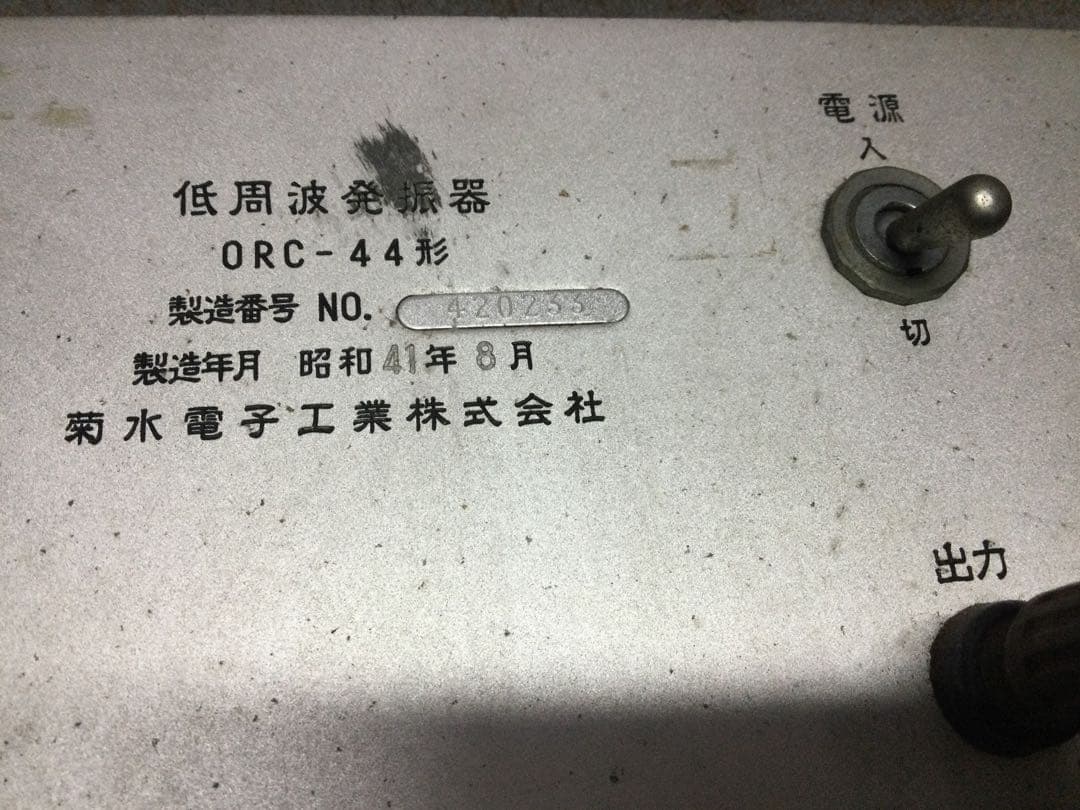 低周波発振器
ORC-44形
製造番号 NO. 420233
製造年月 昭和41年8月
菊水電子工業株式会社
電源
入
切
出力